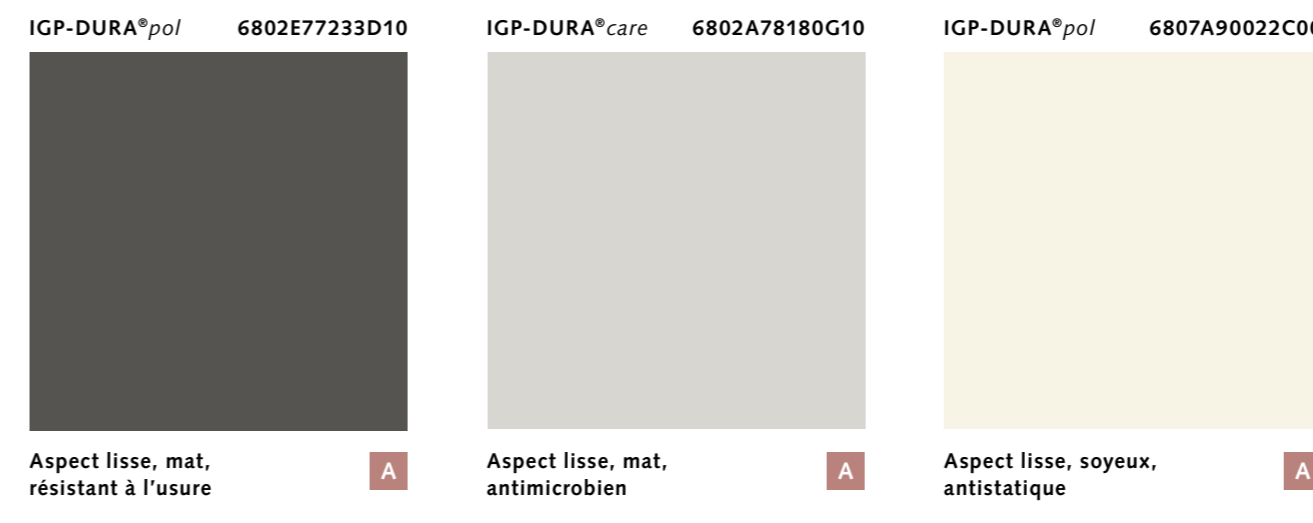 IGP-DURA®pol 6802E77233D10
IGP-DURA®care 6802A78180G10
IGP-DURA®pol
Aspect lisse, mat,
résistant à l’usure
A
Aspect lisse, mat,
antimicrobien
A
Aspect lisse, soyeux,
antistatique
A